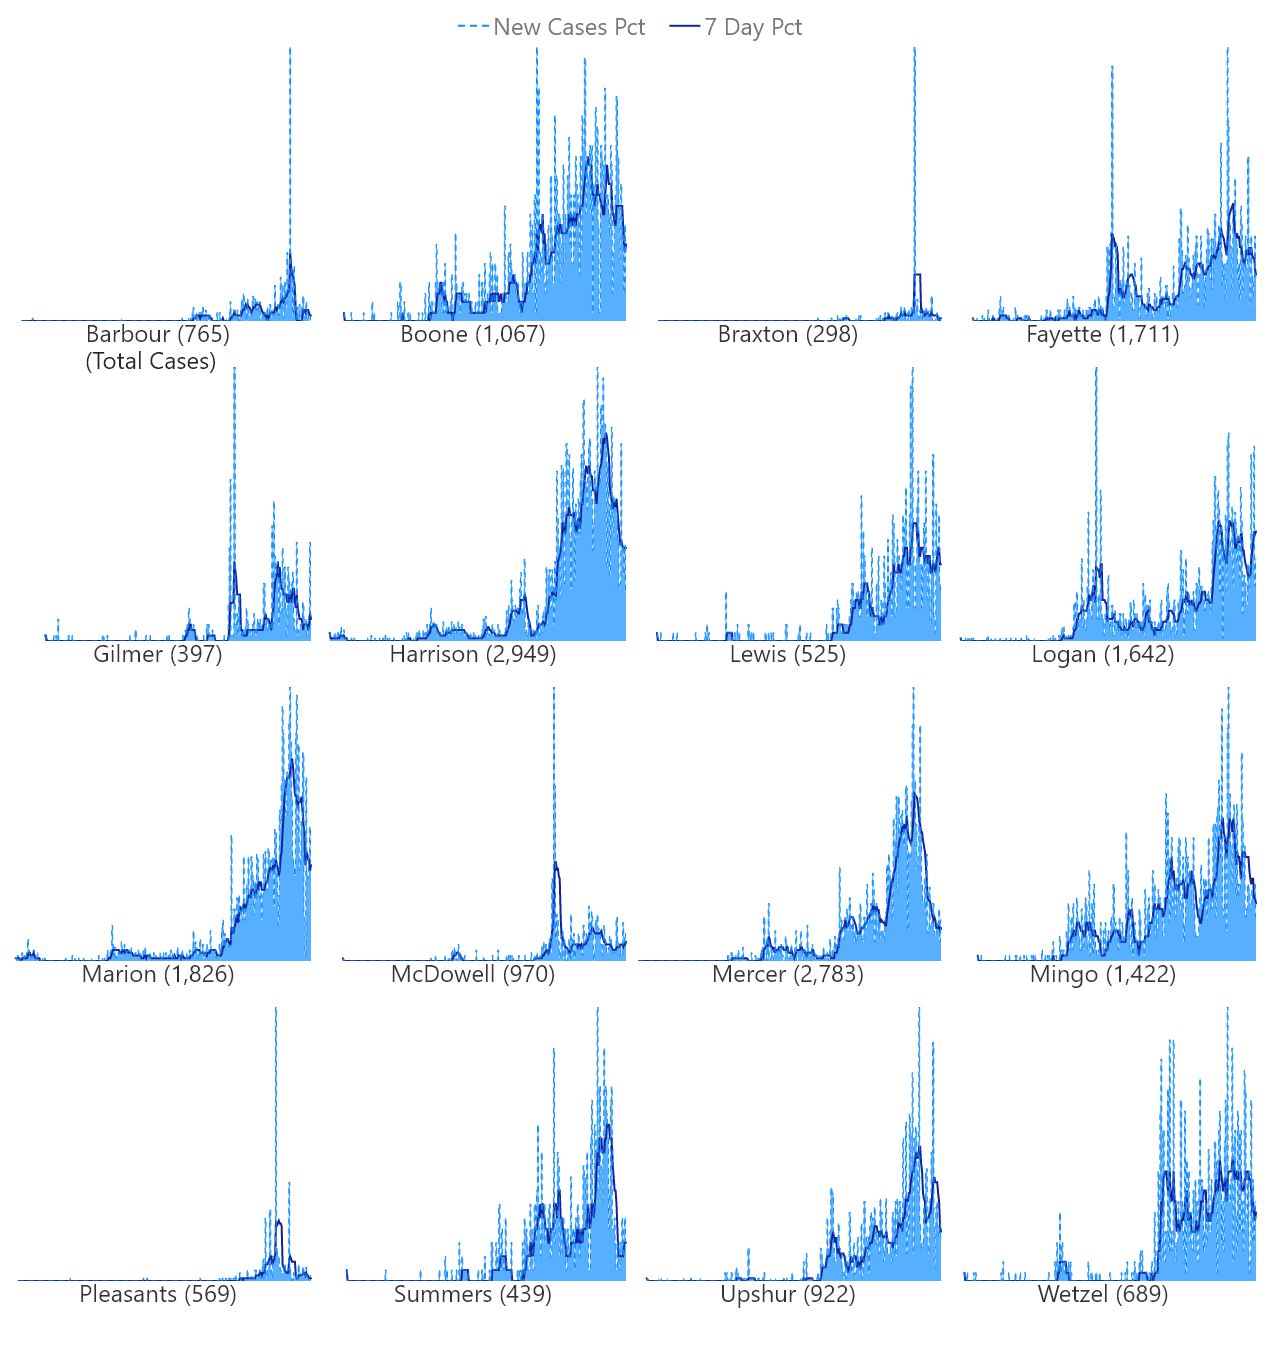 New Cases Pct 7 Day Pct
Barbour (765) Boone (1,067) Braxton (298) Fayette (1,711)
(Total Cases)
Gilmer (397) Harrison (2,949) Lewis (525) Logan (1,642)
Marion (1,826) McDowell (970) Mercer (2,783) Mingo (1,422)
Pleasants (569) Summers (439) Upshur (922) Wetzel (689)